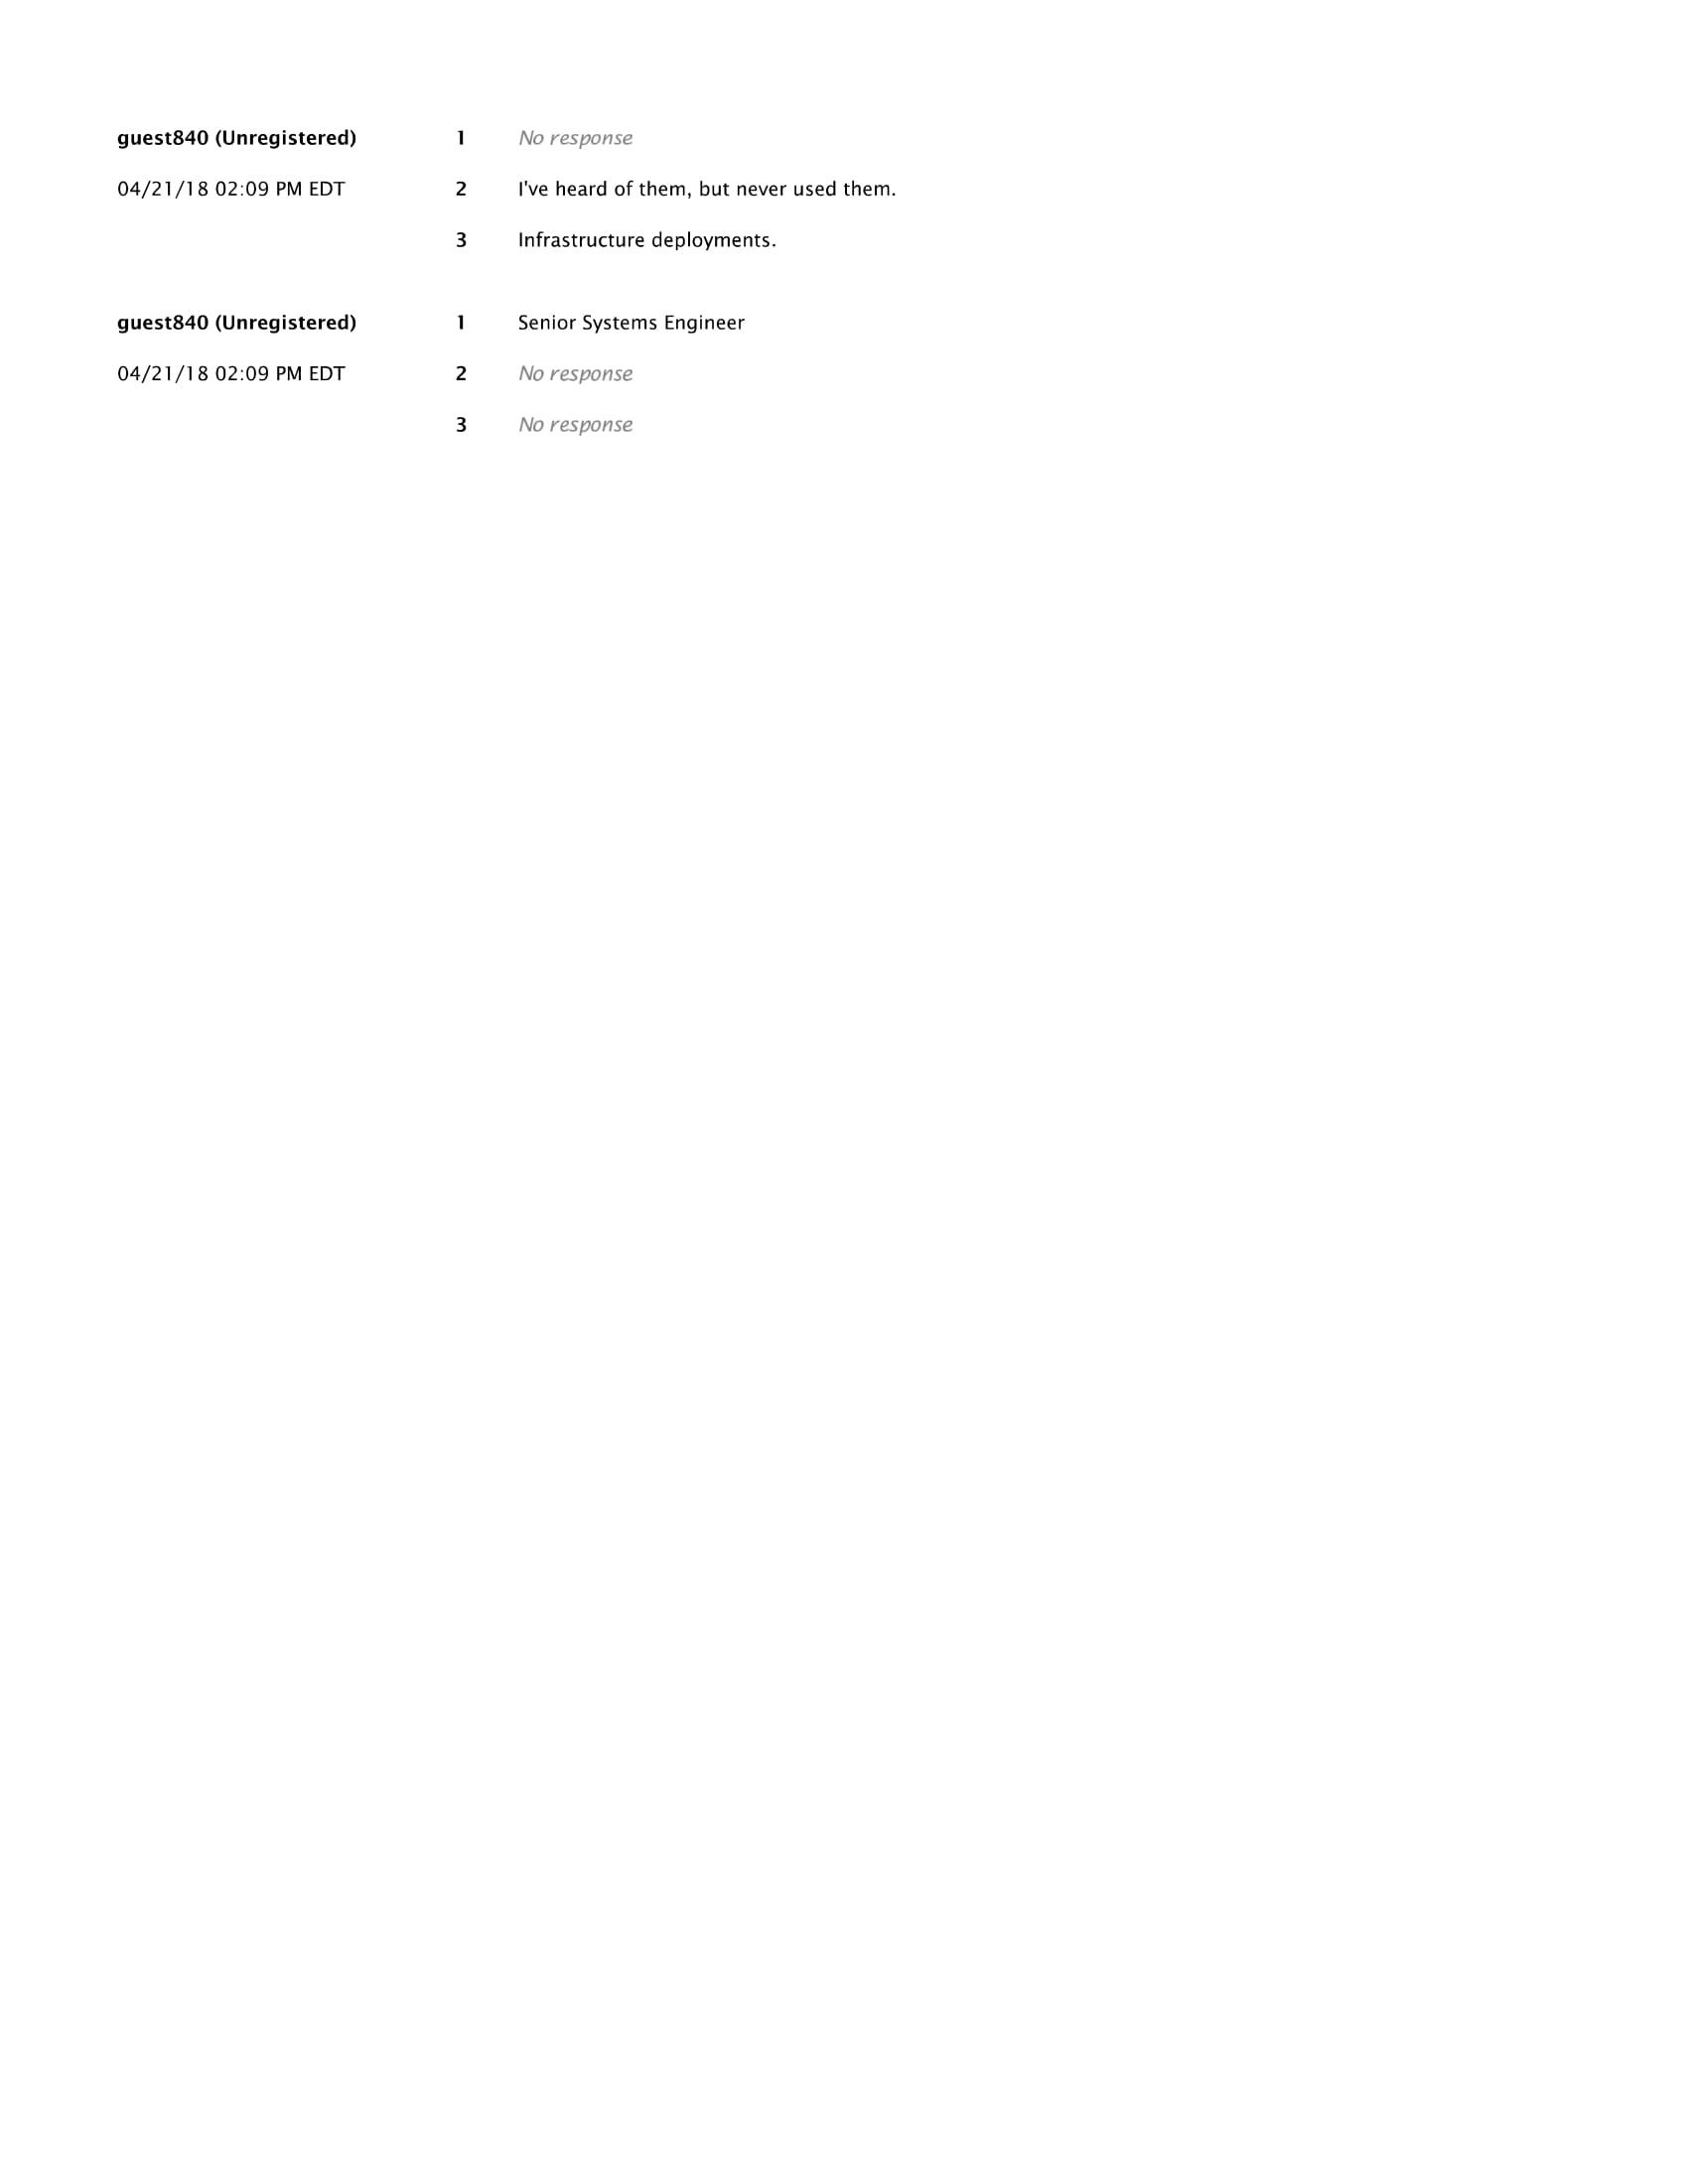 guest840 (Unregistered) 1 No response
04/21/18 02:09 PM EDT 2 I've heard of them, but never used them.
3 Infrastructure deployments.
guest840 (Unregistered) 1 Senior Systems Engineer
04/21/18 02:09 PM EDT 2 No response
3 No response